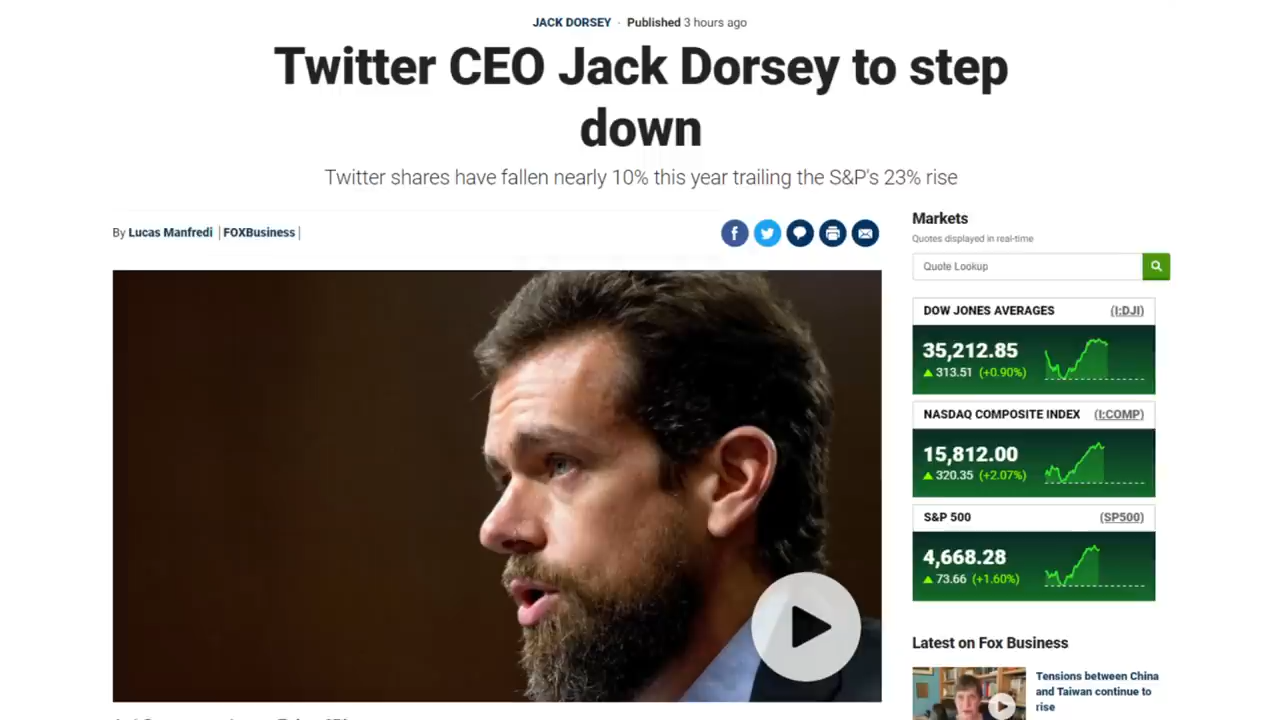 JACK DORSEY · Published 3 hours ago
Twitter CEO Jack Dorsey to step
down
Twitter shares have fallen nearly 10% this year trailing the S&P's 23% rise
By Lucas Manfredi | FOXBusiness |
Markets
Quotes displayed in real-time
Quote Lookup
DOW JONES AVERAGES (I:DJI)
35,212.85
▲ 313.51 (+0.90%)
NASDAQ COMPOSITE INDEX (I:COMP)
15,812.00
▲ 320.35 (+2.07%)
S&P 500 (SP500)
4,668.28
▲ 73.66 (+1.60%)
Latest on Fox Business
Tensions between China
and Taiwan continue to
rise